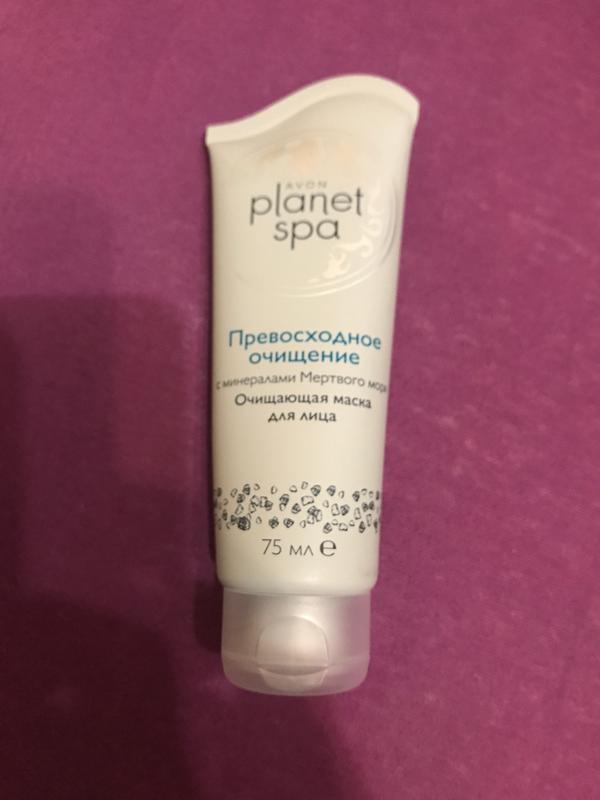 AVON
planet
spa
Превосходное
очищение
с минералами Мертвого моря
Очищающая маска
для лица
75 мл ℮